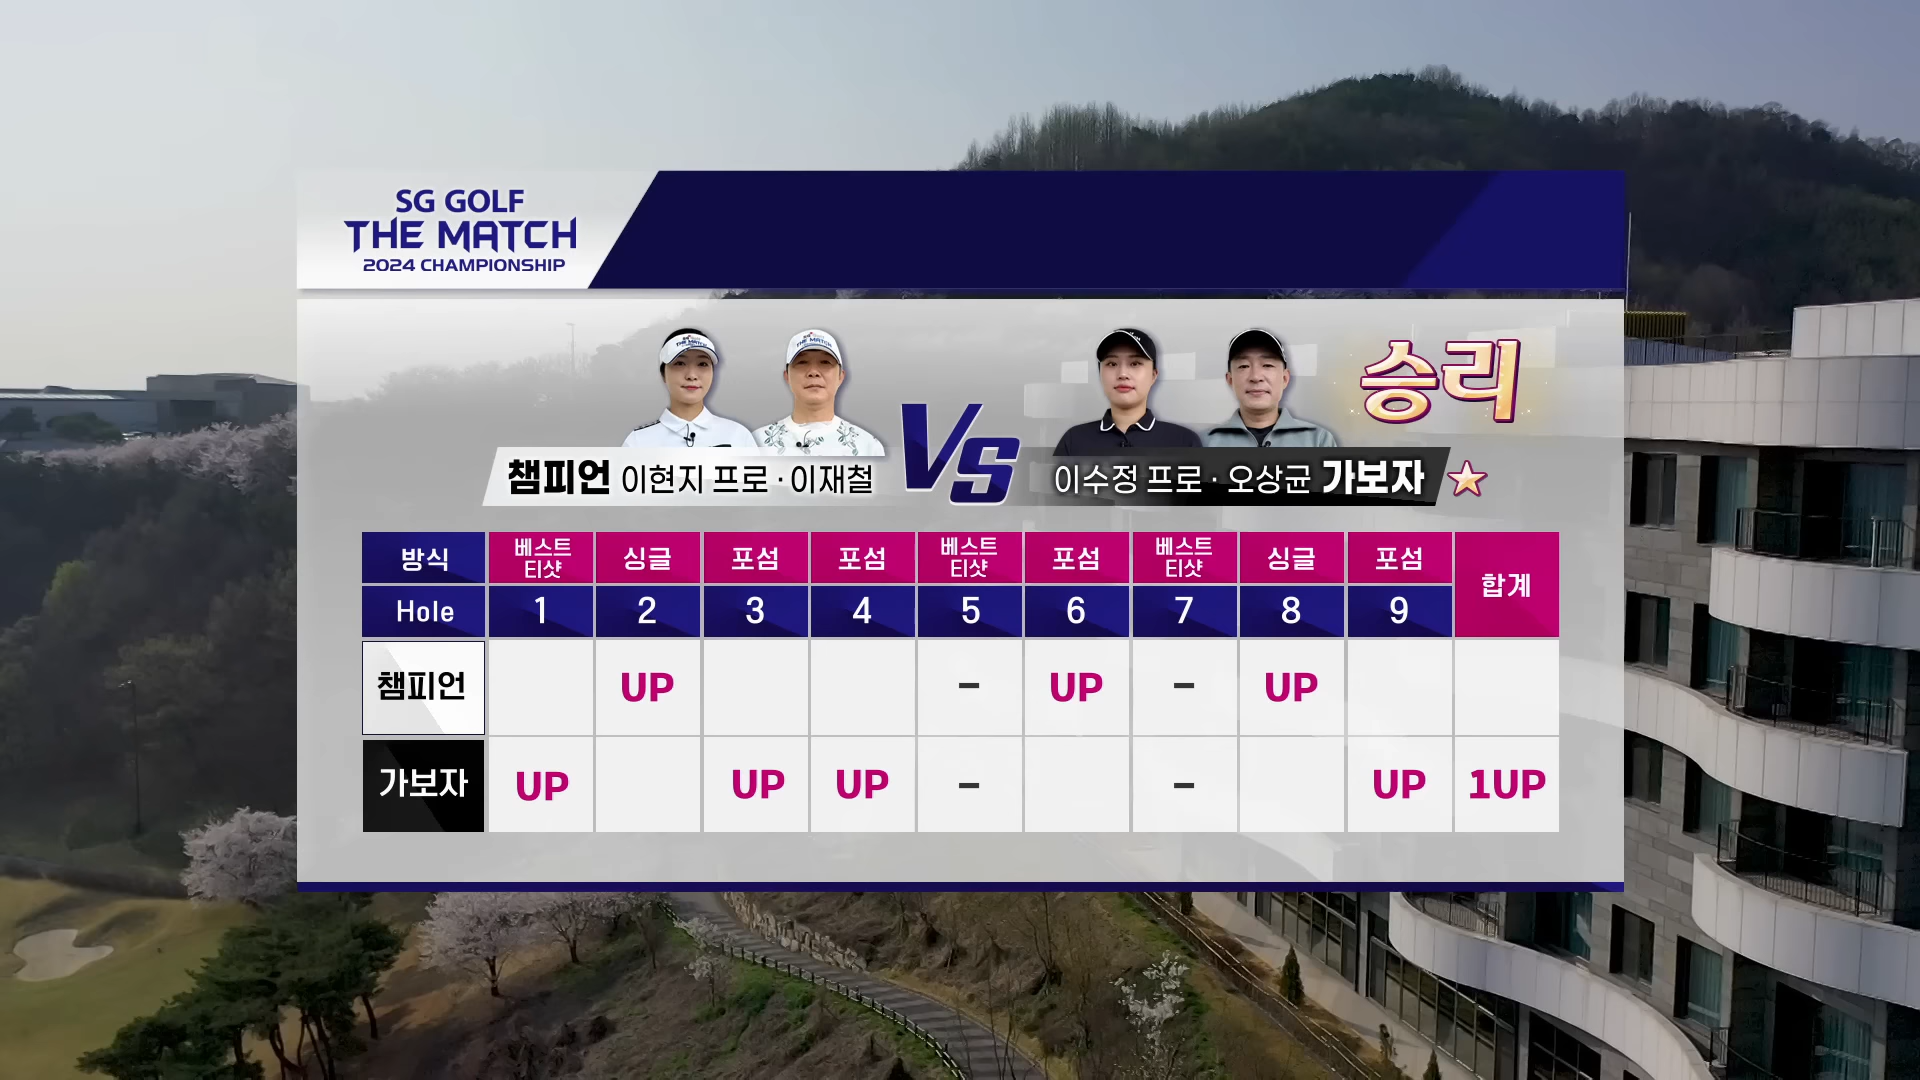 SG GOLF
THE MATCH
2024 CHAMPIONSHIP
THE MATCH
THE MATCH
승리
챔피언 이현지 프로 · 이재철
VS
이수정 프로 · 오상균 가보자
방식 베스트 티샷 싱글 포섬 포섬 베스트 티샷 포섬 베스트 티샷 싱글 포섬 합계
Hole 1 2 3 4 5 6 7 8 9
챔피언 UP - UP - UP
가보자 UP UP UP - - UP 1UP